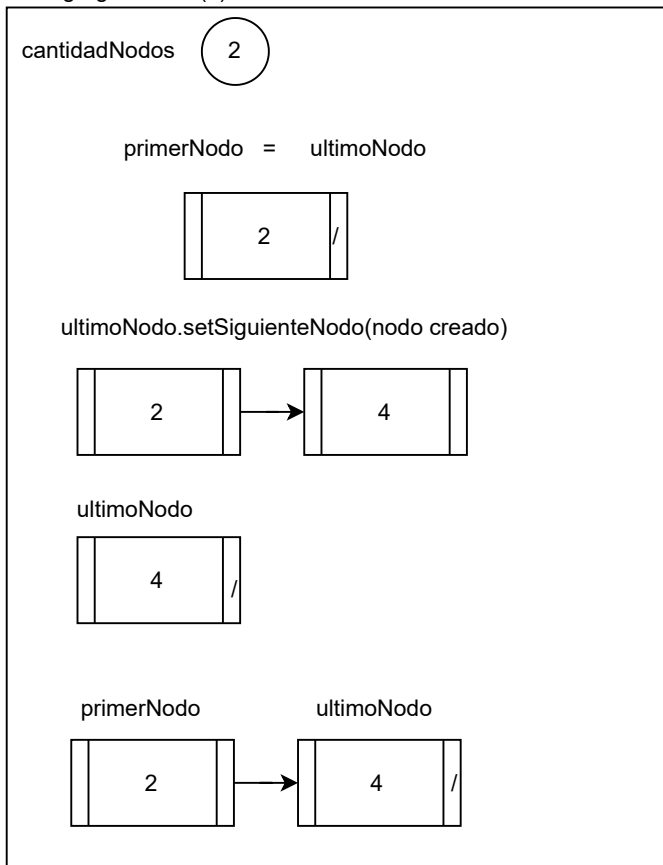 cantidadNodos 2
primerNodo = ultimoNodo
2 /
ultimoNodo.setSiguienteNodo(nodo creado)
2 4
ultimoNodo
4 /
primerNodo ultimoNodo
2 4 /